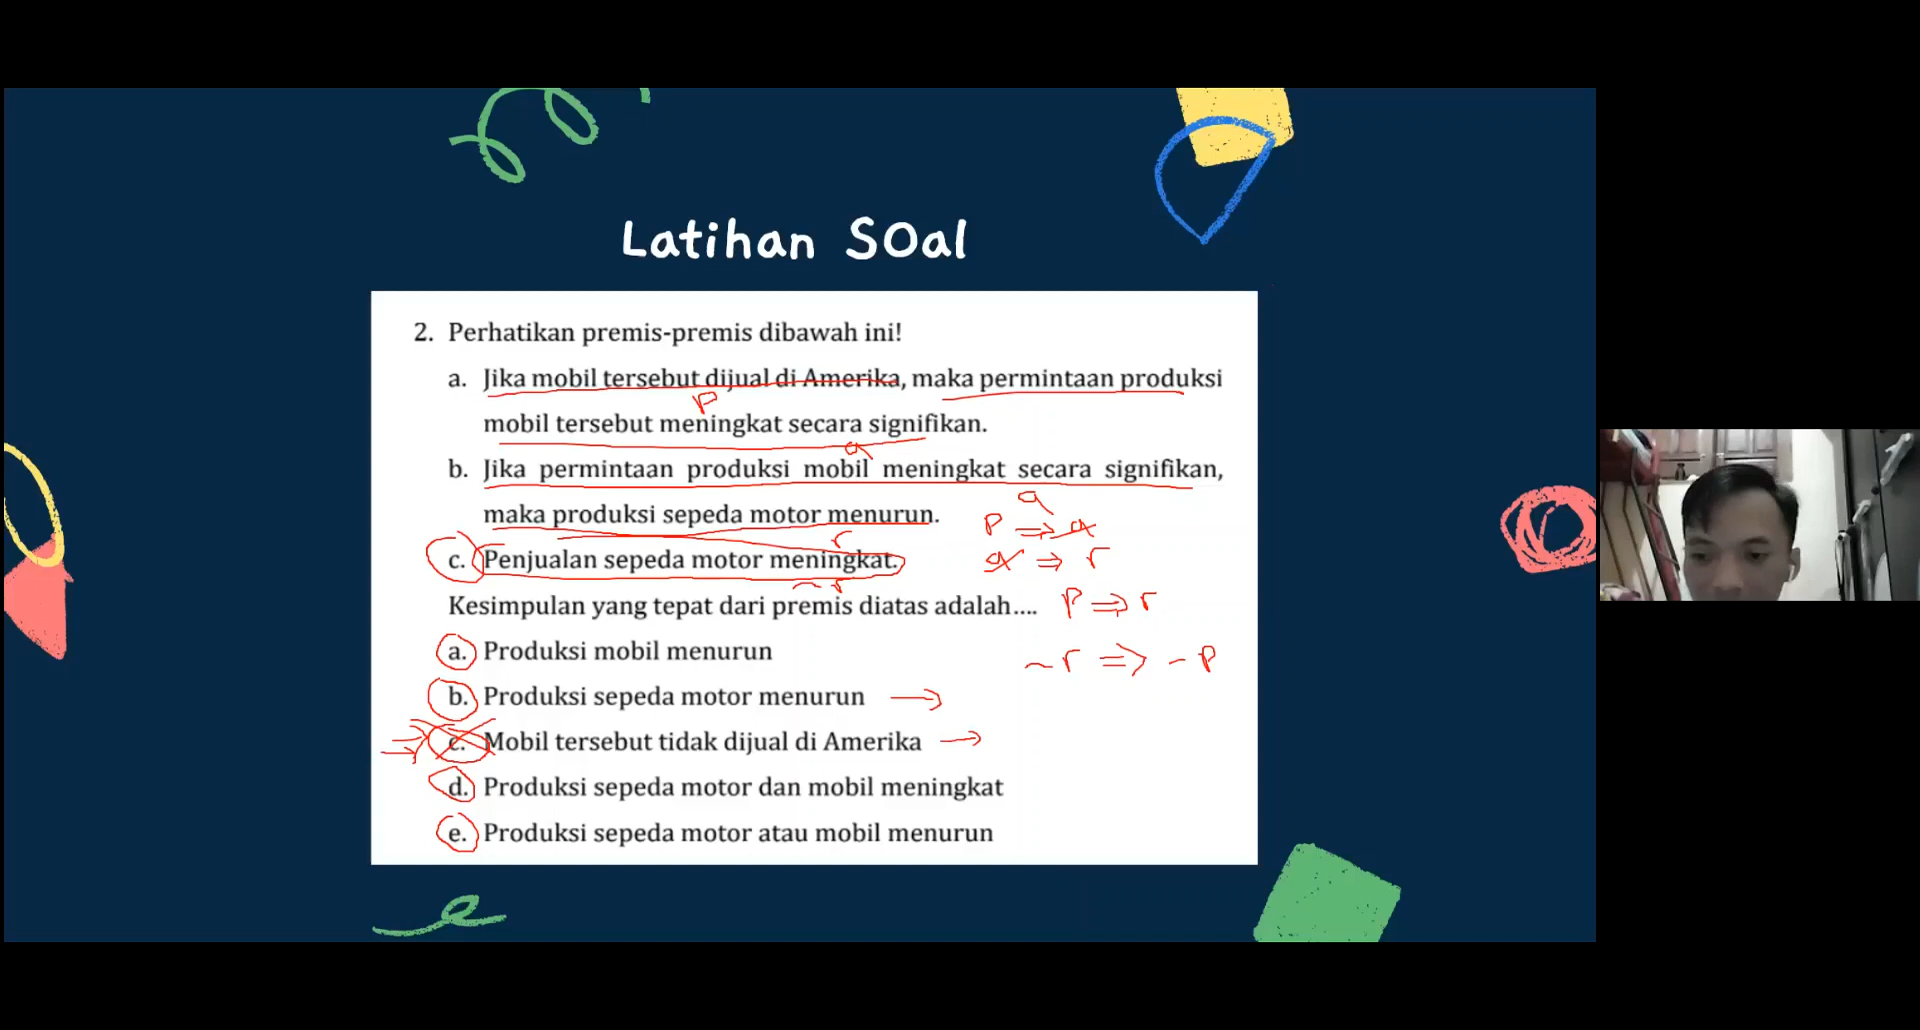 Latihan SOal
2. Perhatikan premis-premis dibawah ini!
a. Jika mobil tersebut dijual di Amerika, maka permintaan produksi
p
mobil tersebut meningkat secara signifikan.
q
b. Jika permintaan produksi mobil meningkat secara signifikan,
q
maka produksi sepeda motor menurun.
p ⇒ q
r
c. Penjualan sepeda motor meningkat.
q ⇒ r
~r
Kesimpulan yang tepat dari premis diatas adalah....
p ⇒ r
a. Produksi mobil menurun
~r ⇒ ~p
b. Produksi sepeda motor menurun →
c. Mobil tersebut tidak dijual di Amerika →
d. Produksi sepeda motor dan mobil meningkat
e. Produksi sepeda motor atau mobil menurun